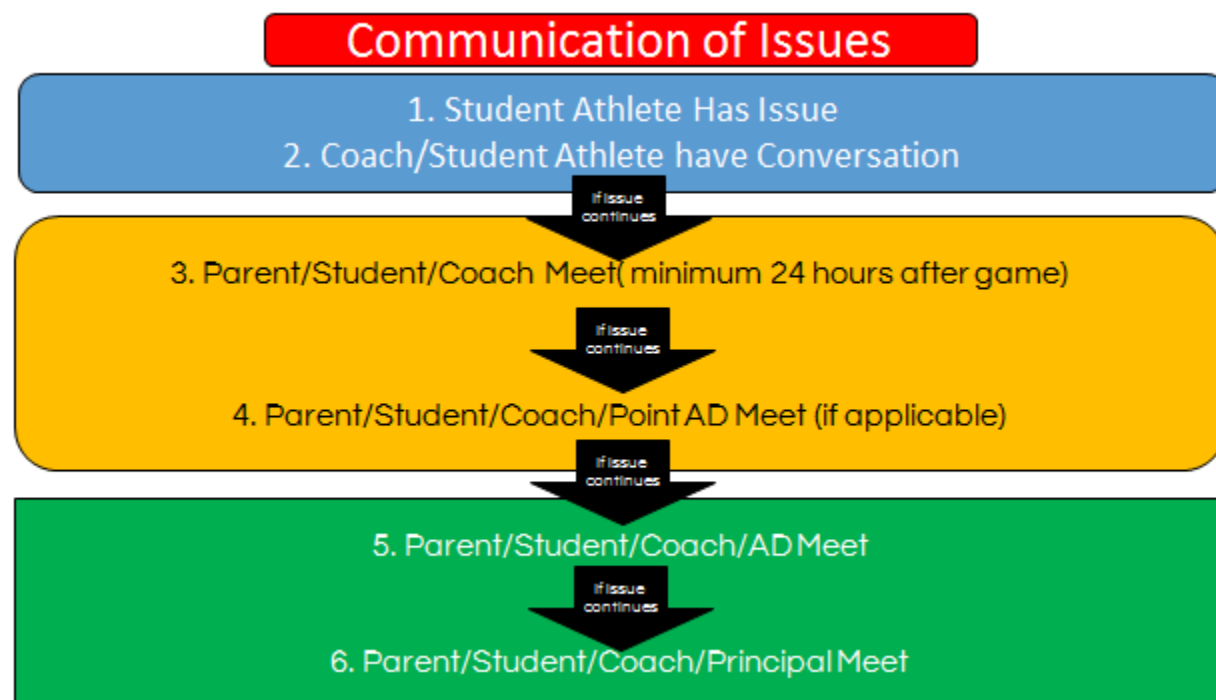 Communication of Issues
1. Student Athlete Has Issue
2. Coach/Student Athlete have Conversation
If issue
continues
3. Parent/Student/Coach Meet( minimum 24 hours after game)
If issue
continues
4. Parent/Student/Coach/Point AD Meet (if applicable)
If issue
continues
5. Parent/Student/Coach/AD Meet
If issue
continues
6. Parent/Student/Coach/Principal Meet